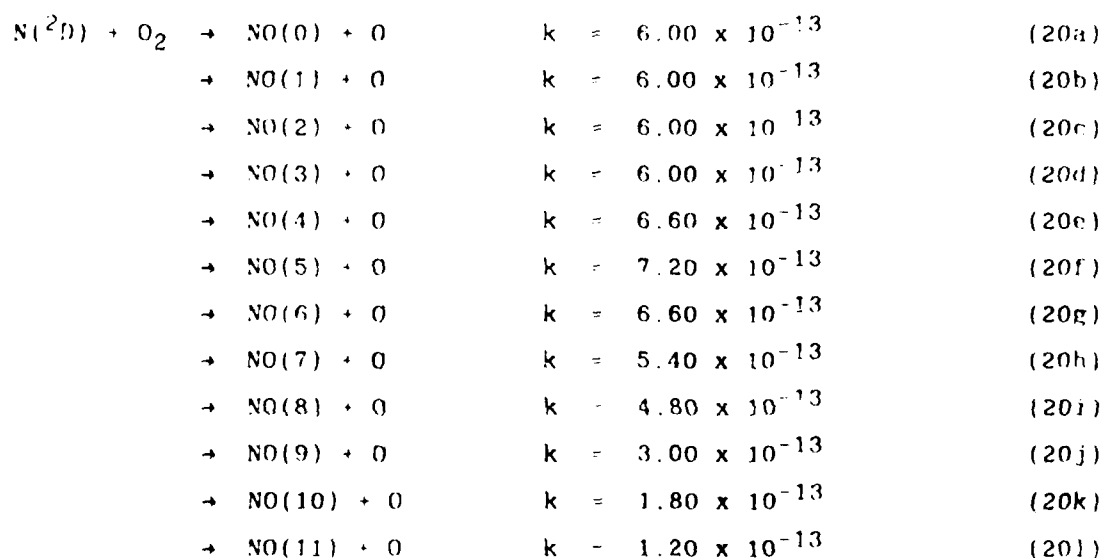 N(²D) + O₂ → NO(0) + O k = 6.00 x 10⁻¹³ (20a)
→ NO(1) + O k = 6.00 x 10⁻¹³ (20b)
→ NO(2) + O k = 6.00 x 10⁻¹³ (20c)
→ NO(3) + O k = 6.00 x 10⁻¹³ (20d)
→ NO(4) + O k = 6.60 x 10⁻¹³ (20e)
→ NO(5) + O k = 7.20 x 10⁻¹³ (20f)
→ NO(6) + O k = 6.60 x 10⁻¹³ (20g)
→ NO(7) + O k = 5.40 x 10⁻¹³ (20h)
→ NO(8) + O k = 4.80 x 10⁻¹³ (20i)
→ NO(9) + O k = 3.00 x 10⁻¹³ (20j)
→ NO(10) + O k = 1.80 x 10⁻¹³ (20k)
→ NO(11) + O k = 1.20 x 10⁻¹³ (20l)